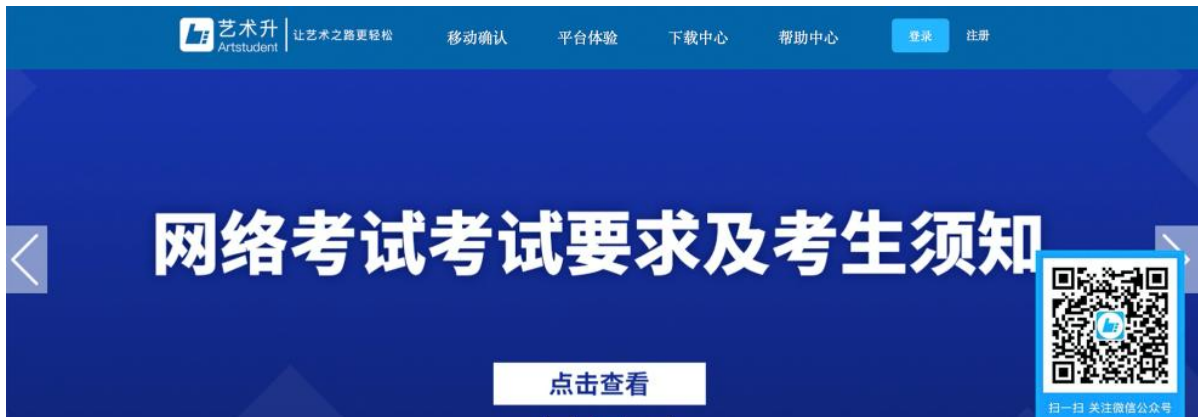 艺术升 让艺术之路更轻松 移动确认 平台体验 下载中心 帮助中心 登录 注册
Artstudent
网络考试考试要求及考生须知
点击查看
扫一扫 关注微信公众号